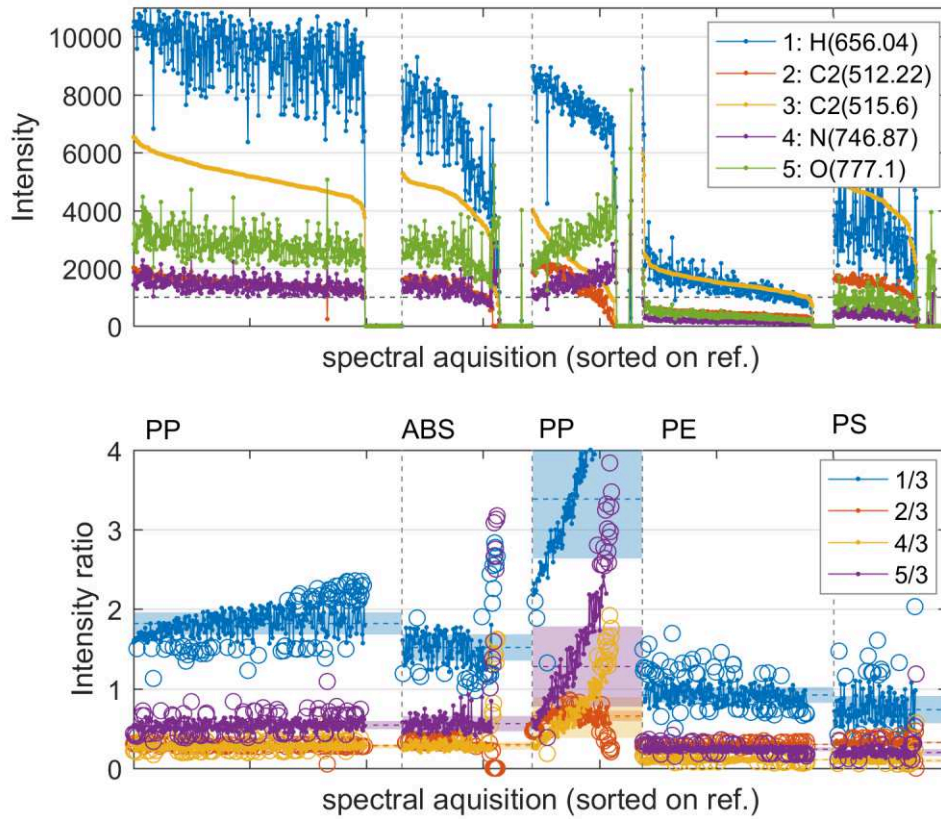 10000
8000
6000
4000
2000
0
Intensity
1: H(656.04)
2: C2(512.22)
3: C2(515.6)
4: N(746.87)
5: O(777.1)
spectral aquisition (sorted on ref.)
PP ABS PP PE PS
4
3
2
1
0
Intensity ratio
1/3
2/3
4/3
5/3
spectral aquisition (sorted on ref.)